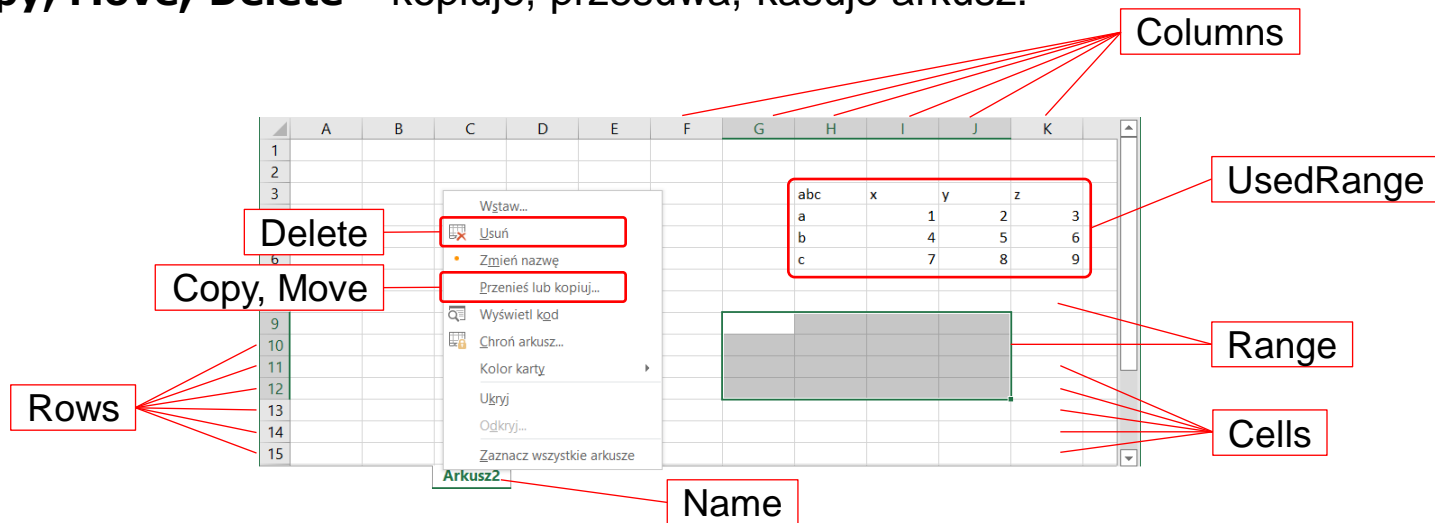 py, Move, Delete – kopiuje, przesuwa, kasuje arkusz.
Columns
A B C D E F G H I J K
1
2
3 abc x y z
UsedRange
Wstaw...
a 1 2 3
Delete
Usuń
b 4 5 6
6
Zmień nazwę
c 7 8 9
Copy, Move
Przenieś lub kopiuj...
Wyświetl kod
9
10
Chroń arkusz...
Range
11
Kolor karty
12
Rows
Ukryj
13
14
Odkryj...
Cells
15
Zaznacz wszystkie arkusze
Arkusz2
Name